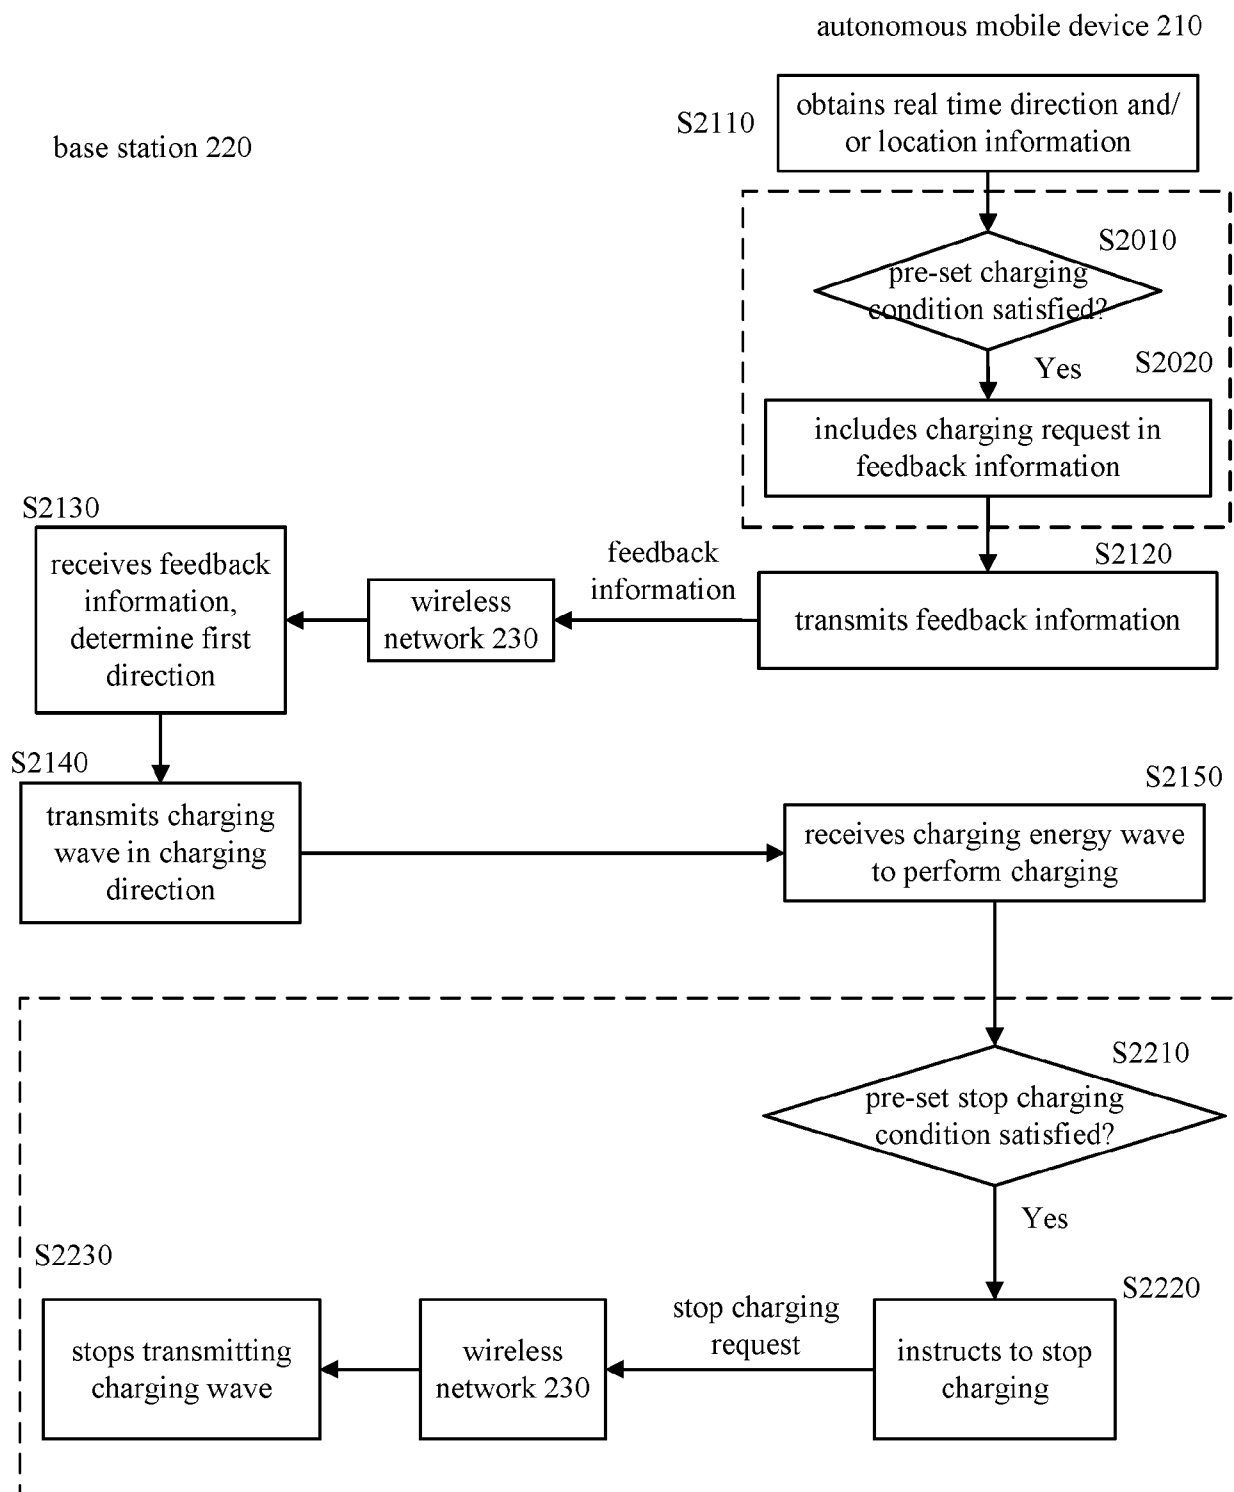 autonomous mobile device 210
base station 220
S2110
obtains real time direction and/
or location information
S2010
pre-set charging
condition satisfied?
Yes
S2020
includes charging request in
feedback information
S2120
transmits feedback information
feedback
information
wireless
network 230
S2130
receives feedback
information,
determine first
direction
S2140
transmits charging
wave in charging
direction
S2150
receives charging energy wave
to perform charging
S2210
pre-set stop charging
condition satisfied?
Yes
S2220
instructs to stop
charging
stop charging
request
wireless
network 230
S2230
stops transmitting
charging wave